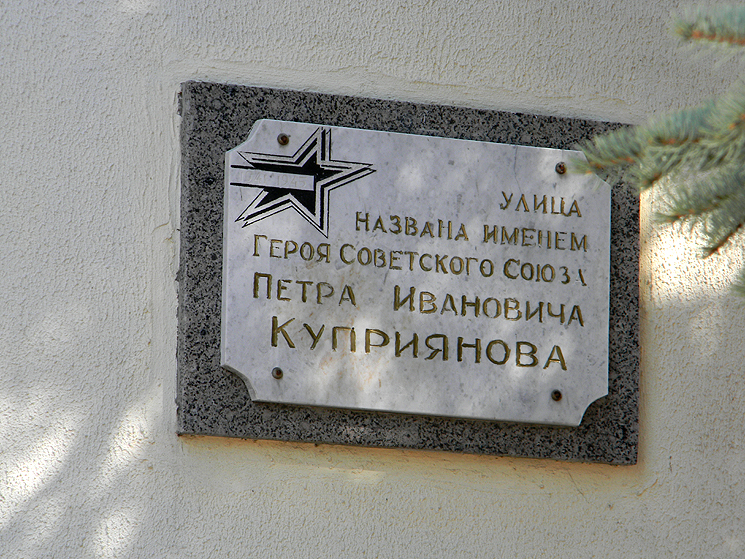 УЛИЦА
НАЗВАНА ИМЕНЕМ
ГЕРОЯ СОВЕТСКОГО СОЮЗА
ПЕТРА ИВАНОВИЧА
КУПРИЯНОВА